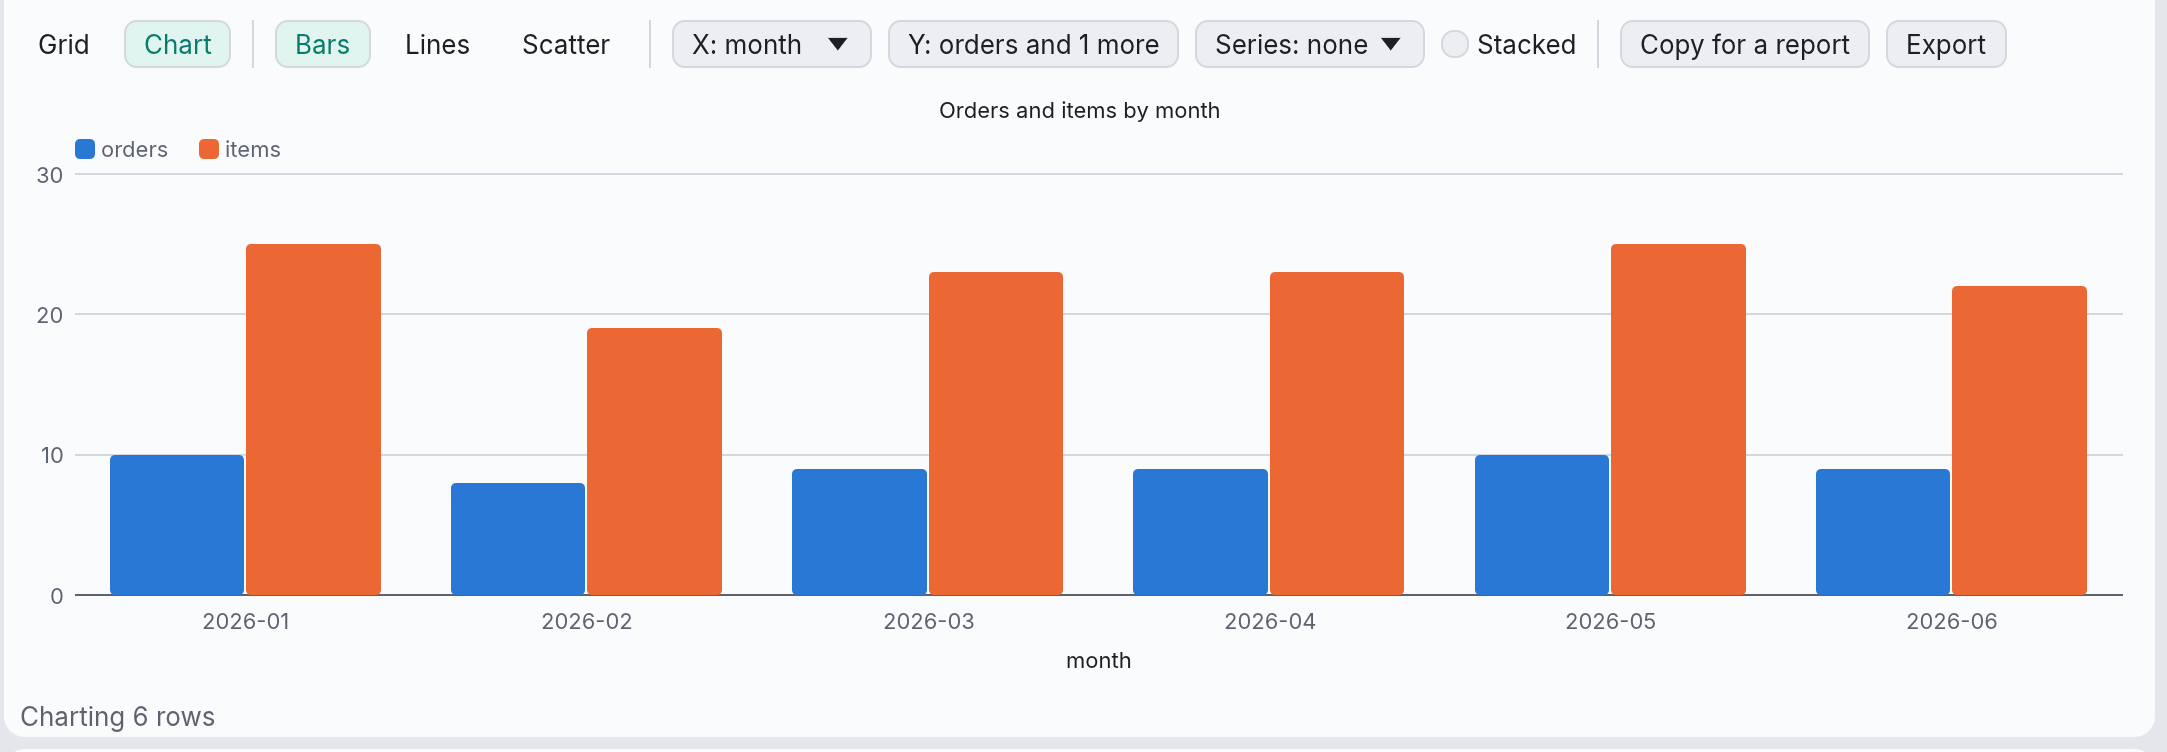 Grid Chart Bars Lines Scatter X: month Y: orders and 1 more Series: none Stacked Copy for a report Export
Orders and items by month
orders items
30
20
10
0
2026-01 2026-02 2026-03 2026-04 2026-05 2026-06
month
Charting 6 rows